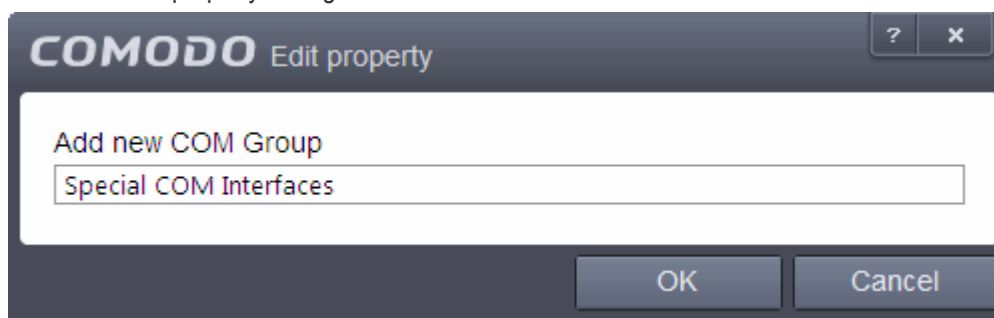 COMODO Edit property
? ×
Add new COM Group
Special COM Interfaces
OK Cancel